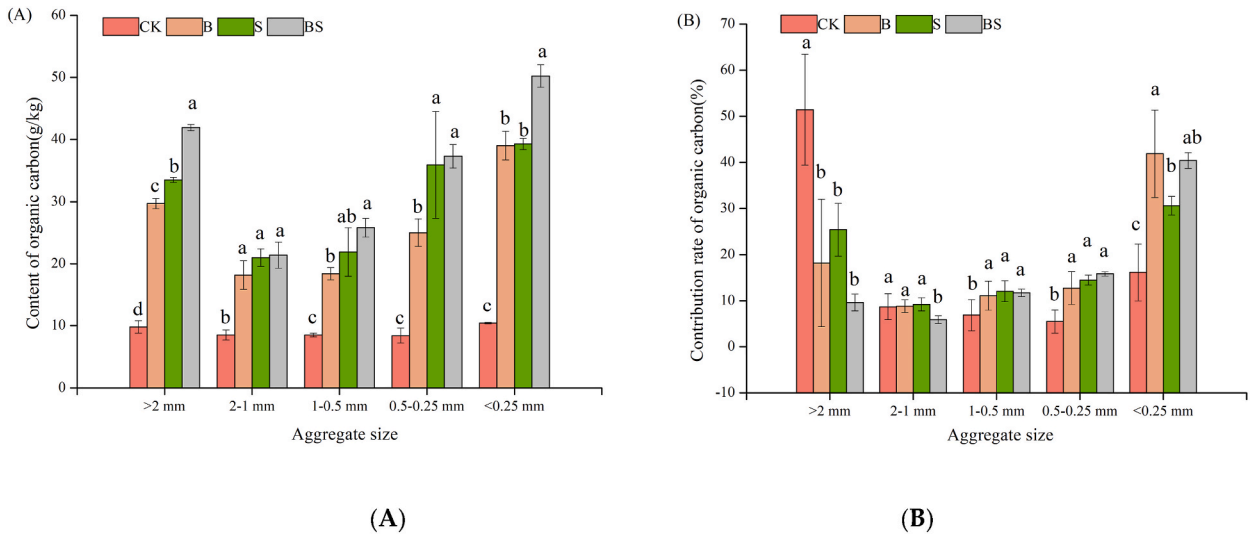 (A)
CK B S BS
60
50
40
30
20
10
0
Content of organic carbon(g/kg)
d c b a
b a a a
c b ab a
c b a a
c b b a
>2 mm 2-1 mm 1-0.5 mm 0.5-0.25 mm <0.25 mm
Aggregate size
(A)
(B)
CK B S BS
70
60
50
40
30
20
10
0
-10
Contribution rate of organic carbon(%)
a b b b
a a a b
b a a a
b a a a
c a b ab
>2 mm 2-1 mm 1-0.5 mm 0.5-0.25 mm <0.25 mm
Aggregate size
(B)